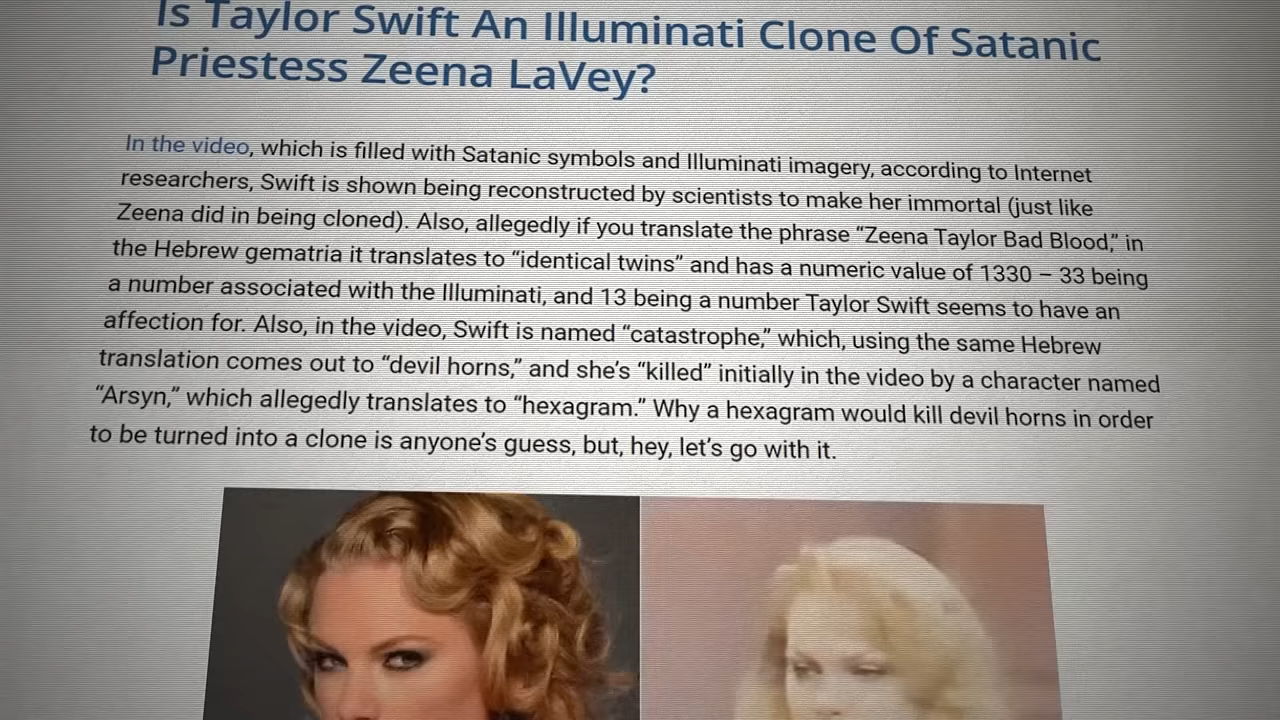 Is Taylor Swift An Illuminati Clone Of Satanic
Priestess Zeena LaVey?
In the video, which is filled with Satanic symbols and Illuminati imagery, according to Internet
researchers, Swift is shown being reconstructed by scientists to make her immortal (just like
Zeena did in being cloned). Also, allegedly if you translate the phrase “Zeena Taylor Bad Blood,” in
the Hebrew gematria it translates to “identical twins” and has a numeric value of 1330 – 33 being
a number associated with the Illuminati, and 13 being a number Taylor Swift seems to have an
affection for. Also, in the video, Swift is named “catastrophe,” which, using the same Hebrew
translation comes out to “devil horns,” and she’s “killed” initially in the video by a character named
“Arsyn,” which allegedly translates to “hexagram.” Why a hexagram would kill devil horns in order
to be turned into a clone is anyone’s guess, but, hey, let’s go with it.